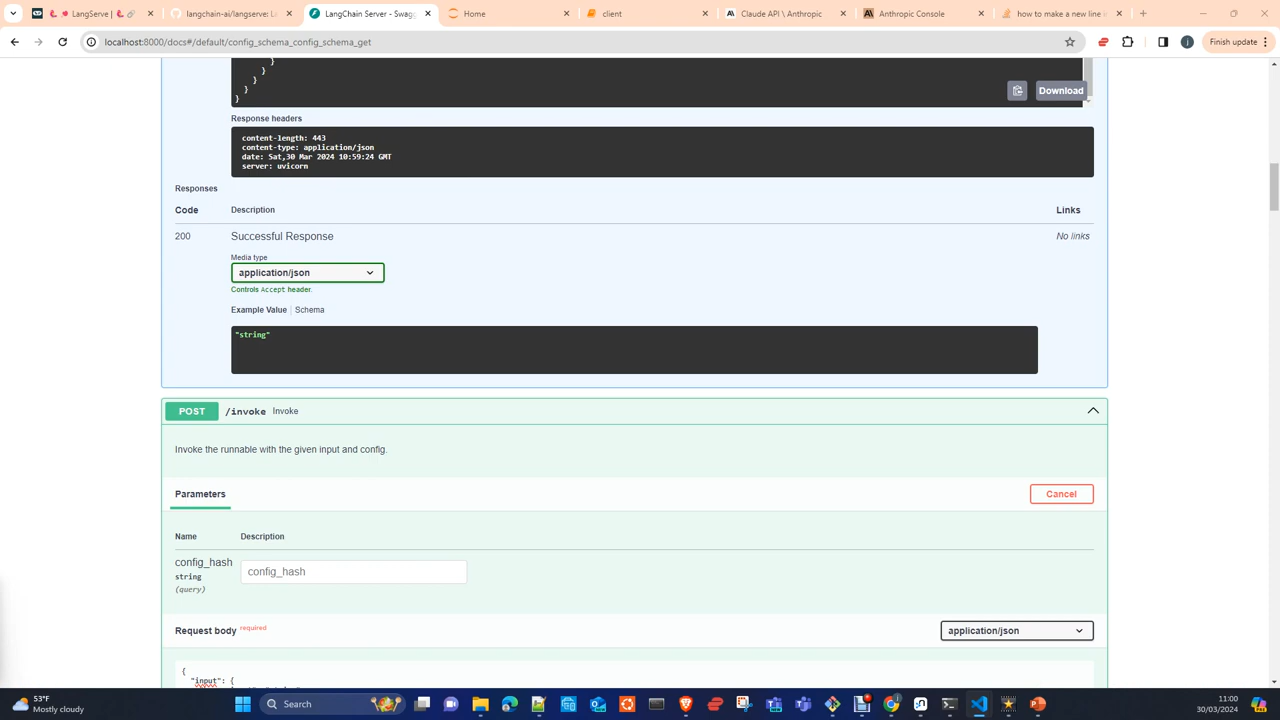 LangServe | 🦜️🔗
langchain-ai/langserve: L
LangChain Server - Swagg
Home
client
Claude API \ Anthropic
Anthropic Console
how to make a new line i
localhost:8000/docs#/default/config_schema_config_schema_get
j
Finish update
}
}
}
}
}
Download
Response headers
content-length: 443
content-type: application/json
date: Sat,30 Mar 2024 10:59:24 GMT
server: uvicorn
Responses
Code Description Links
200 Successful Response No links
Media type
application/json
Controls Accept header.
Example Value | Schema
"string"
POST /invoke Invoke
Invoke the runnable with the given input and config.
Parameters Cancel
Name Description
config_hash
string
(query)
config_hash
Request body required application/json
{
"input": {
53°F
Mostly cloudy
Search
11:00
30/03/2024